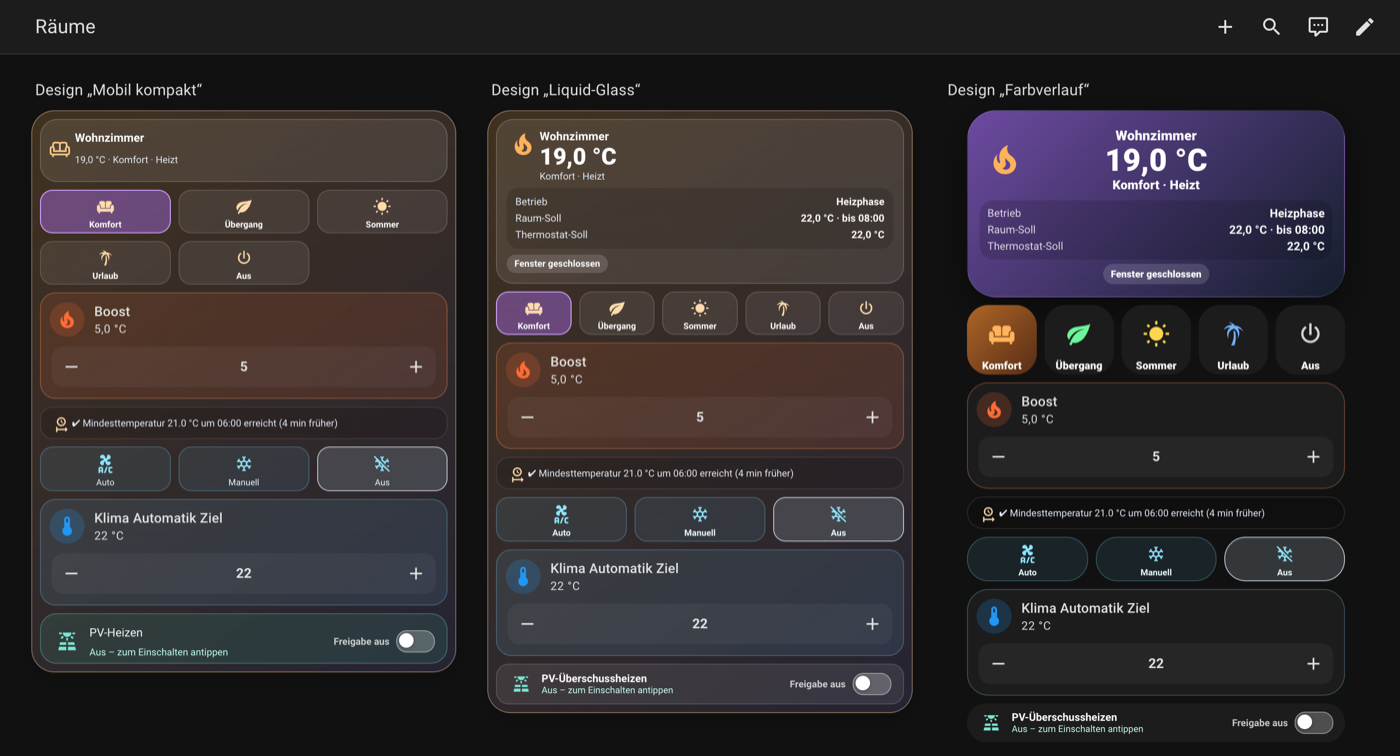 Räume
Design „Mobil kompakt“
Wohnzimmer
19,0 °C · Komfort · Heizt
Komfort
Übergang
Sommer
Urlaub
Aus
Boost
5,0 °C
− 5 +
✔ Mindesttemperatur 21.0 °C um 06:00 erreicht (4 min früher)
A/C
Auto
Manuell
Aus
Klima Automatik Ziel
22 °C
− 22 +
PV-Heizen
Aus – zum Einschalten antippen
Freigabe aus
Design „Liquid-Glass“
Wohnzimmer
19,0 °C
Komfort · Heizt
Betrieb Heizphase
Raum-Soll 22,0 °C · bis 08:00
Thermostat-Soll 22,0 °C
Fenster geschlossen
Komfort
Übergang
Sommer
Urlaub
Aus
Boost
5,0 °C
− 5 +
✔ Mindesttemperatur 21.0 °C um 06:00 erreicht (4 min früher)
A/C
Auto
Manuell
Aus
Klima Automatik Ziel
22 °C
− 22 +
PV-Überschussheizen
Aus – zum Einschalten antippen
Freigabe aus
Design „Farbverlauf“
Wohnzimmer
19,0 °C
Komfort · Heizt
Betrieb Heizphase
Raum-Soll 22,0 °C · bis 08:00
Thermostat-Soll 22,0 °C
Fenster geschlossen
Komfort
Übergang
Sommer
Urlaub
Aus
Boost
5,0 °C
− 5 +
✔ Mindesttemperatur 21.0 °C um 06:00 erreicht (4 min früher)
A/C
Auto
Manuell
Aus
Klima Automatik Ziel
22 °C
− 22 +
PV-Überschussheizen
Aus – zum Einschalten antippen
Freigabe aus